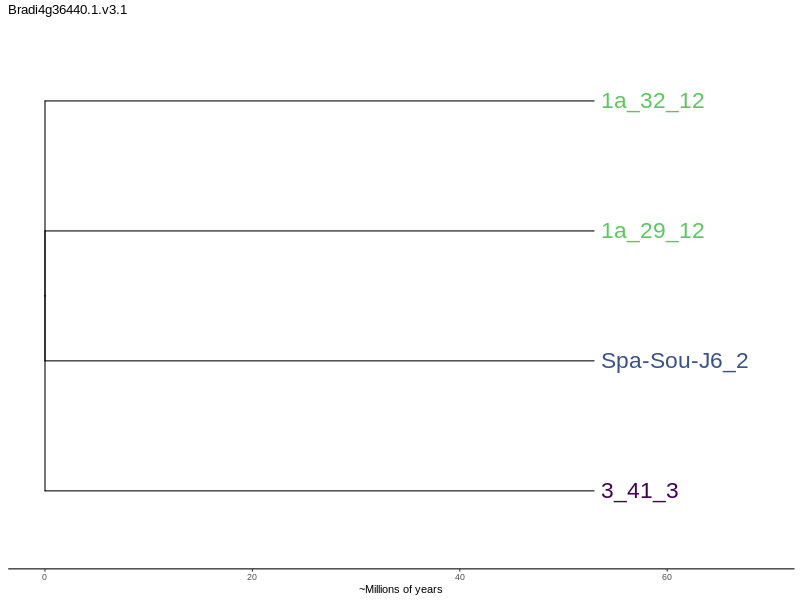 Bradi4g36440.1.v3.1
1a_32_12
1a_29_12
Spa-Sou-J6_2
3_41_3
0 20 40 60
~Millions of years